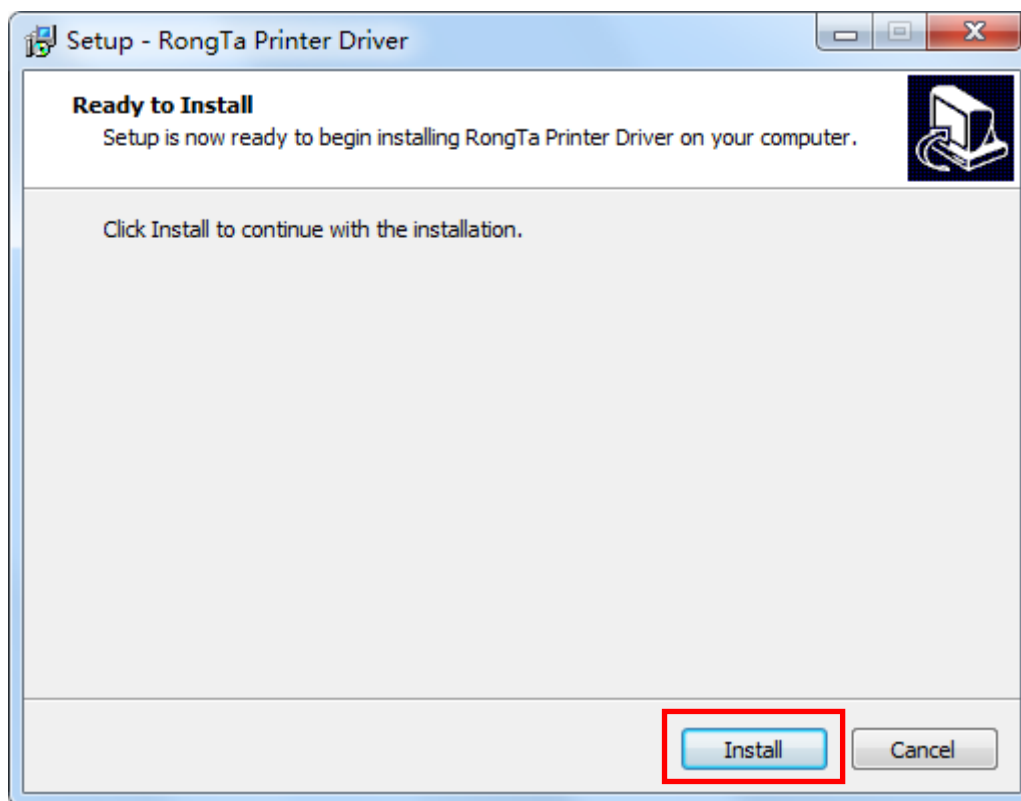 Setup - RongTa Printer Driver
Ready to Install
Setup is now ready to begin installing RongTa Printer Driver on your computer.
Click Install to continue with the installation.
Install
Cancel